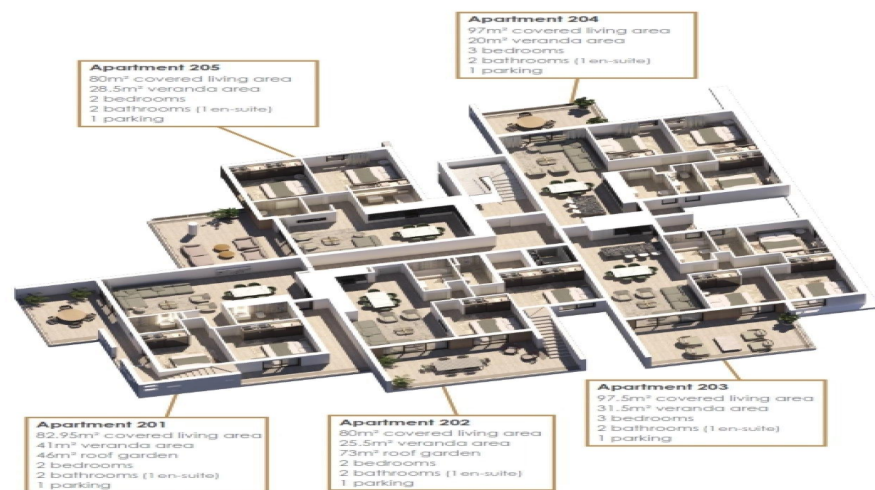 Apartment 204
97m² covered living area
20m² veranda area
3 bedrooms
2 bathrooms (1 en-suite)
1 parking
Apartment 205
80m² covered living area
28.5m² veranda area
2 bedrooms
2 bathrooms (1 en-suite)
1 parking
Apartment 203
97.5m² covered living area
31.5m² veranda area
3 bedrooms
2 bathrooms (1 en-suite)
1 parking
Apartment 201
82.95m² covered living area
41m² veranda area
46m² roof garden
2 bedrooms
2 bathrooms (1 en-suite)
1 parking
Apartment 202
80m² covered living area
25.5m² veranda area
73m² roof garden
2 bedrooms
2 bathrooms (1 en-suite)
1 parking